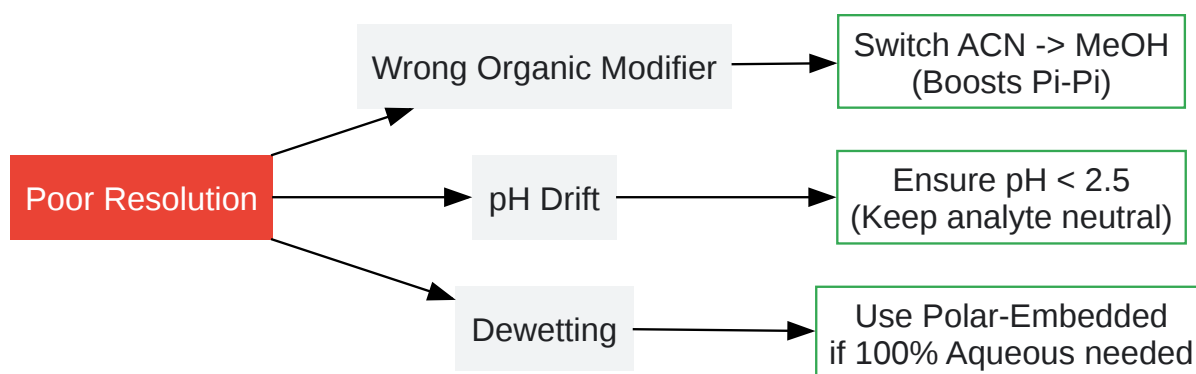 Poor Resolution
Wrong Organic Modifier
Switch ACN -> MeOH
(Boosts Pi-Pi)
pH Drift
Ensure pH < 2.5
(Keep analyte neutral)
Dewetting
Use Polar-Embedded
if 100% Aqueous needed